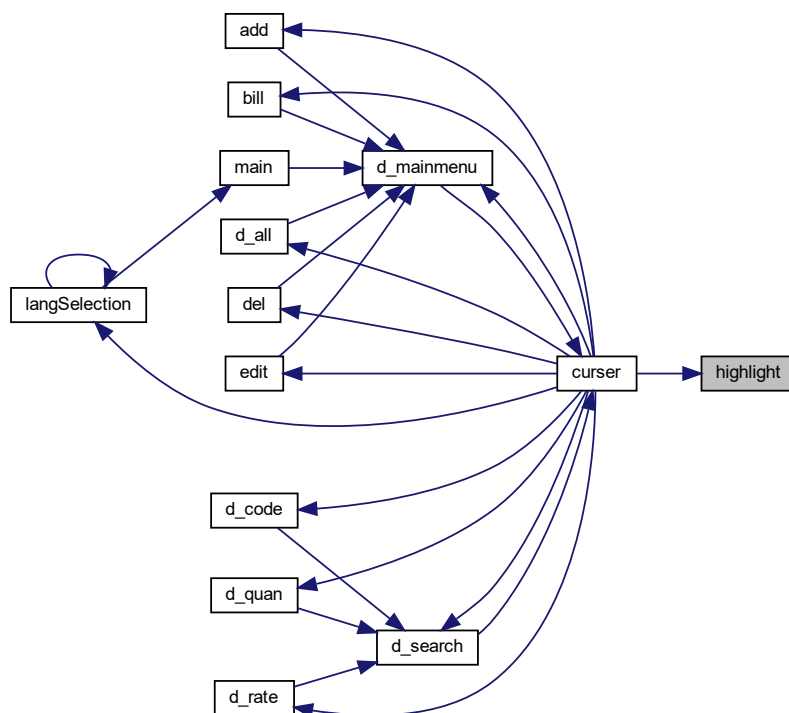 add
bill
main
d_mainmenu
d_all
langSelection
del
edit
curser
highlight
d_code
d_quan
d_search
d_rate